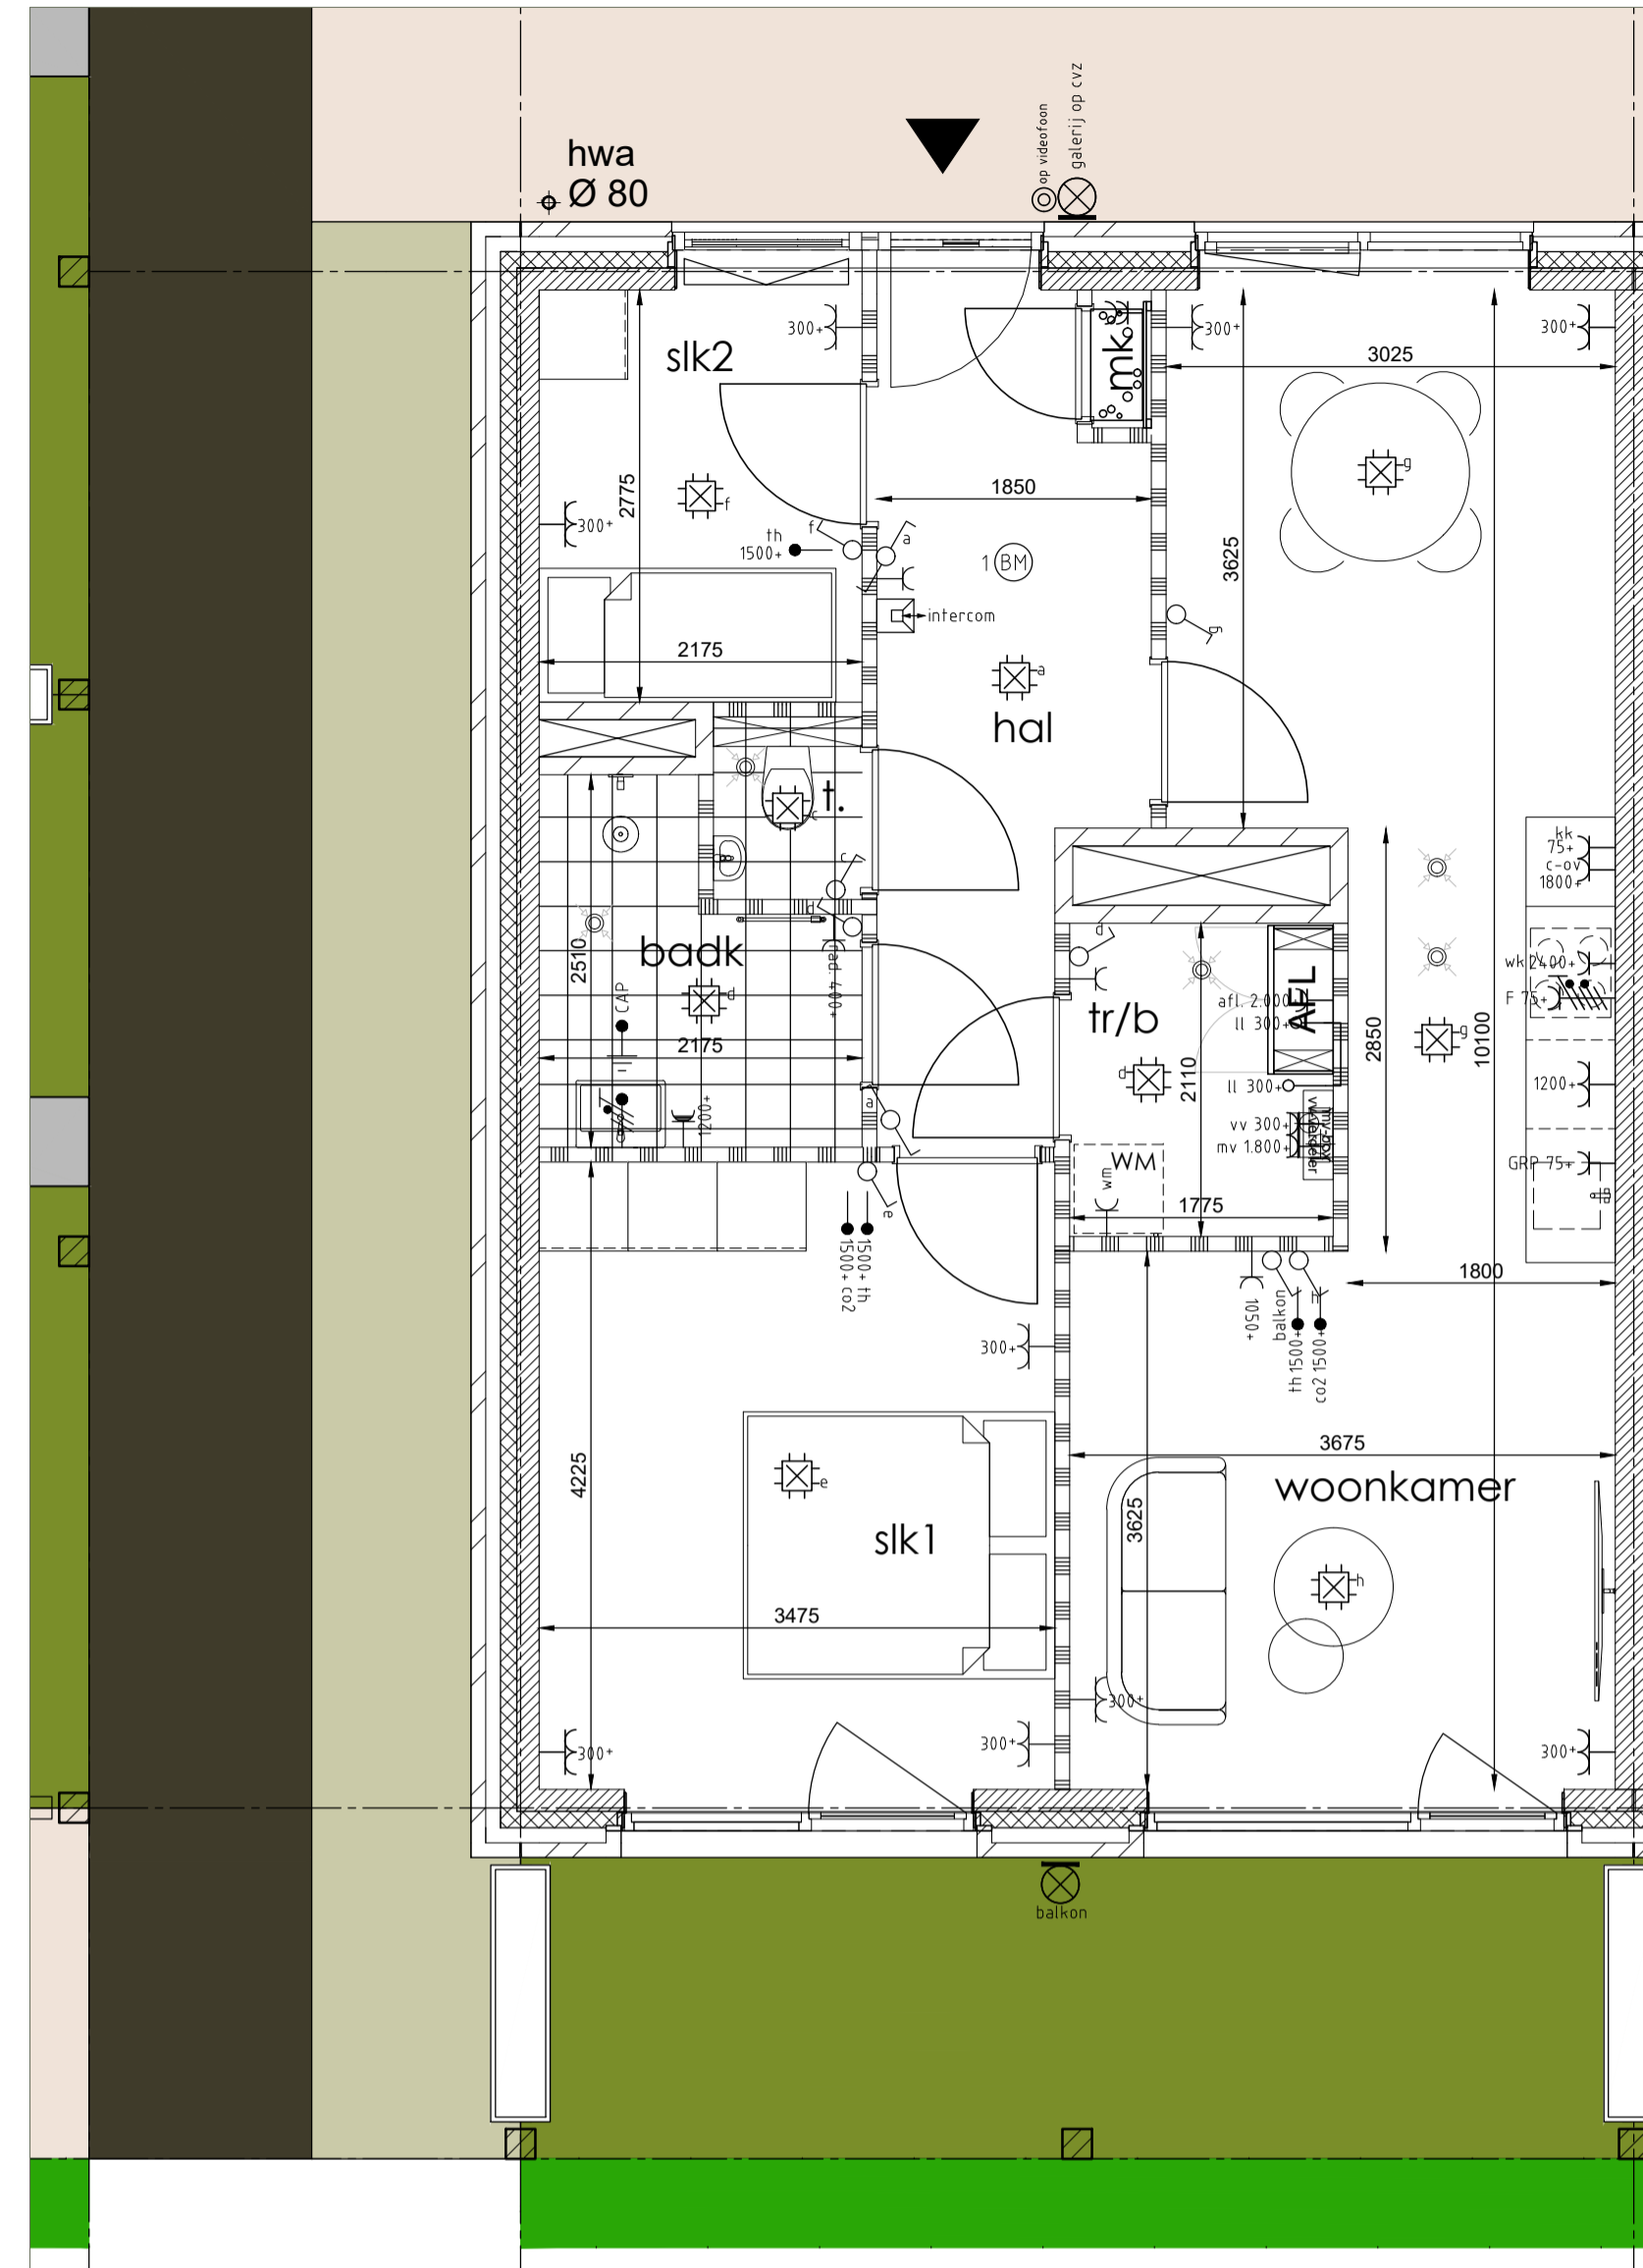 galerij op cvz
op videofoon
hwa
Ø 80
300+
slk2
mk
300+
300+
3025
g
2775
1850
f
300+
th
1500+
f
a
1 BM
3625
intercom
g
2175
a
hal
t.
c
c
kk
75+
c-ov
1800+
d
d
badk
2510
rad. 400+
CAP
d
tr/b
AFL
afl. 2.000+
ll 300+
wk 2400+
F 75+
g
10100
2850
2175
d
2110
ll 300+
1200+
1200+
a
vv 300+
mv 1.800+
mv-box
WM
wm
GRP 75+
1775
e
1500+ th
1500+ co2
1800
1050+
balkon
H
th 1500+
co2 1500+
300+
3675
4225
e
woonkamer
3625
slk1
h
3475
300+
300+
300+
300+
balkon